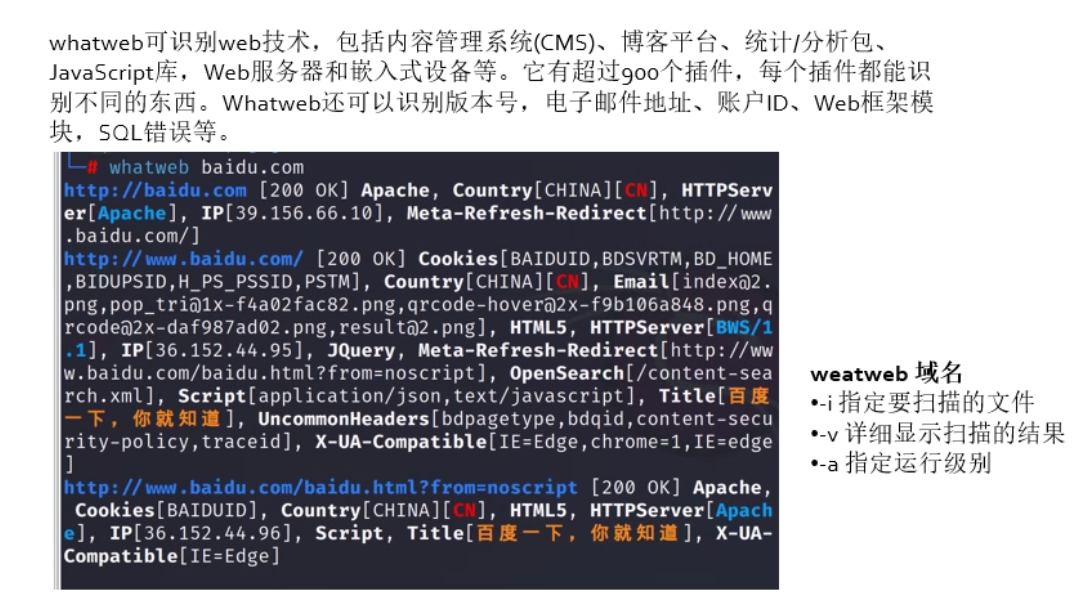 whatweb可识别web技术，包括内容管理系统(CMS)、博客平台、统计/分析包、
JavaScript库，Web服务器和嵌入式设备等。它有超过900个插件，每个插件都能识
别不同的东西。Whatweb还可以识别版本号，电子邮件地址、账户ID、Web框架模
块，SQL错误等。
└─# whatweb baidu.com
http://baidu.com [200 OK] Apache, Country[CHINA][CN], HTTPServ
er[Apache], IP[39.156.66.10], Meta-Refresh-Redirect[http://www
.baidu.com/]
http://www.baidu.com/ [200 OK] Cookies[BAIDUID,BDSVRTM,BD_HOME
,BIDUPSID,H_PS_PSSID,PSTM], Country[CHINA][CN], Email[index@2.
png,pop_tri@1x-f4a02fac82.png,qrcode-hover@2x-f9b106a848.png,q
rcode@2x-daf987ad02.png,result@2.png], HTML5, HTTPServer[BWS/1
.1], IP[36.152.44.95], JQuery, Meta-Refresh-Redirect[http://ww
w.baidu.com/baidu.html?from=noscript], OpenSearch[/content-sea
rch.xml], Script[application/json,text/javascript], Title[百度
一下，你就知道], UncommonHeaders[bdpagetype,bdqid,content-secu
rity-policy,traceid], X-UA-Compatible[IE=Edge,chrome=1,IE=edge
]
http://www.baidu.com/baidu.html?from=noscript [200 OK] Apache,
Cookies[BAIDUID], Country[CHINA][CN], HTML5, HTTPServer[Apach
e], IP[36.152.44.96], Script, Title[百度一下，你就知道], X-UA-
Compatible[IE=Edge]
weatweb 域名
•-i 指定要扫描的文件
•-v 详细显示扫描的结果
•-a 指定运行级别